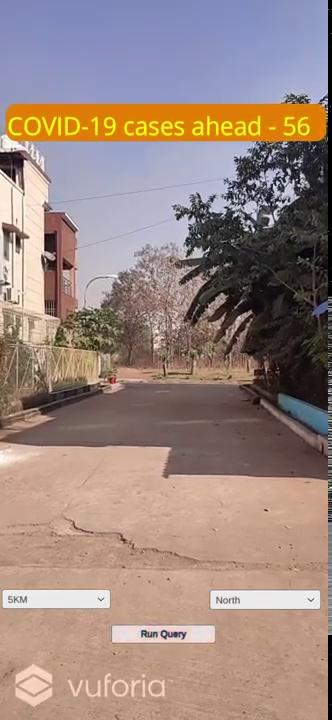 COVID-19 cases ahead - 56
5KM
North
Run Query
vuforia